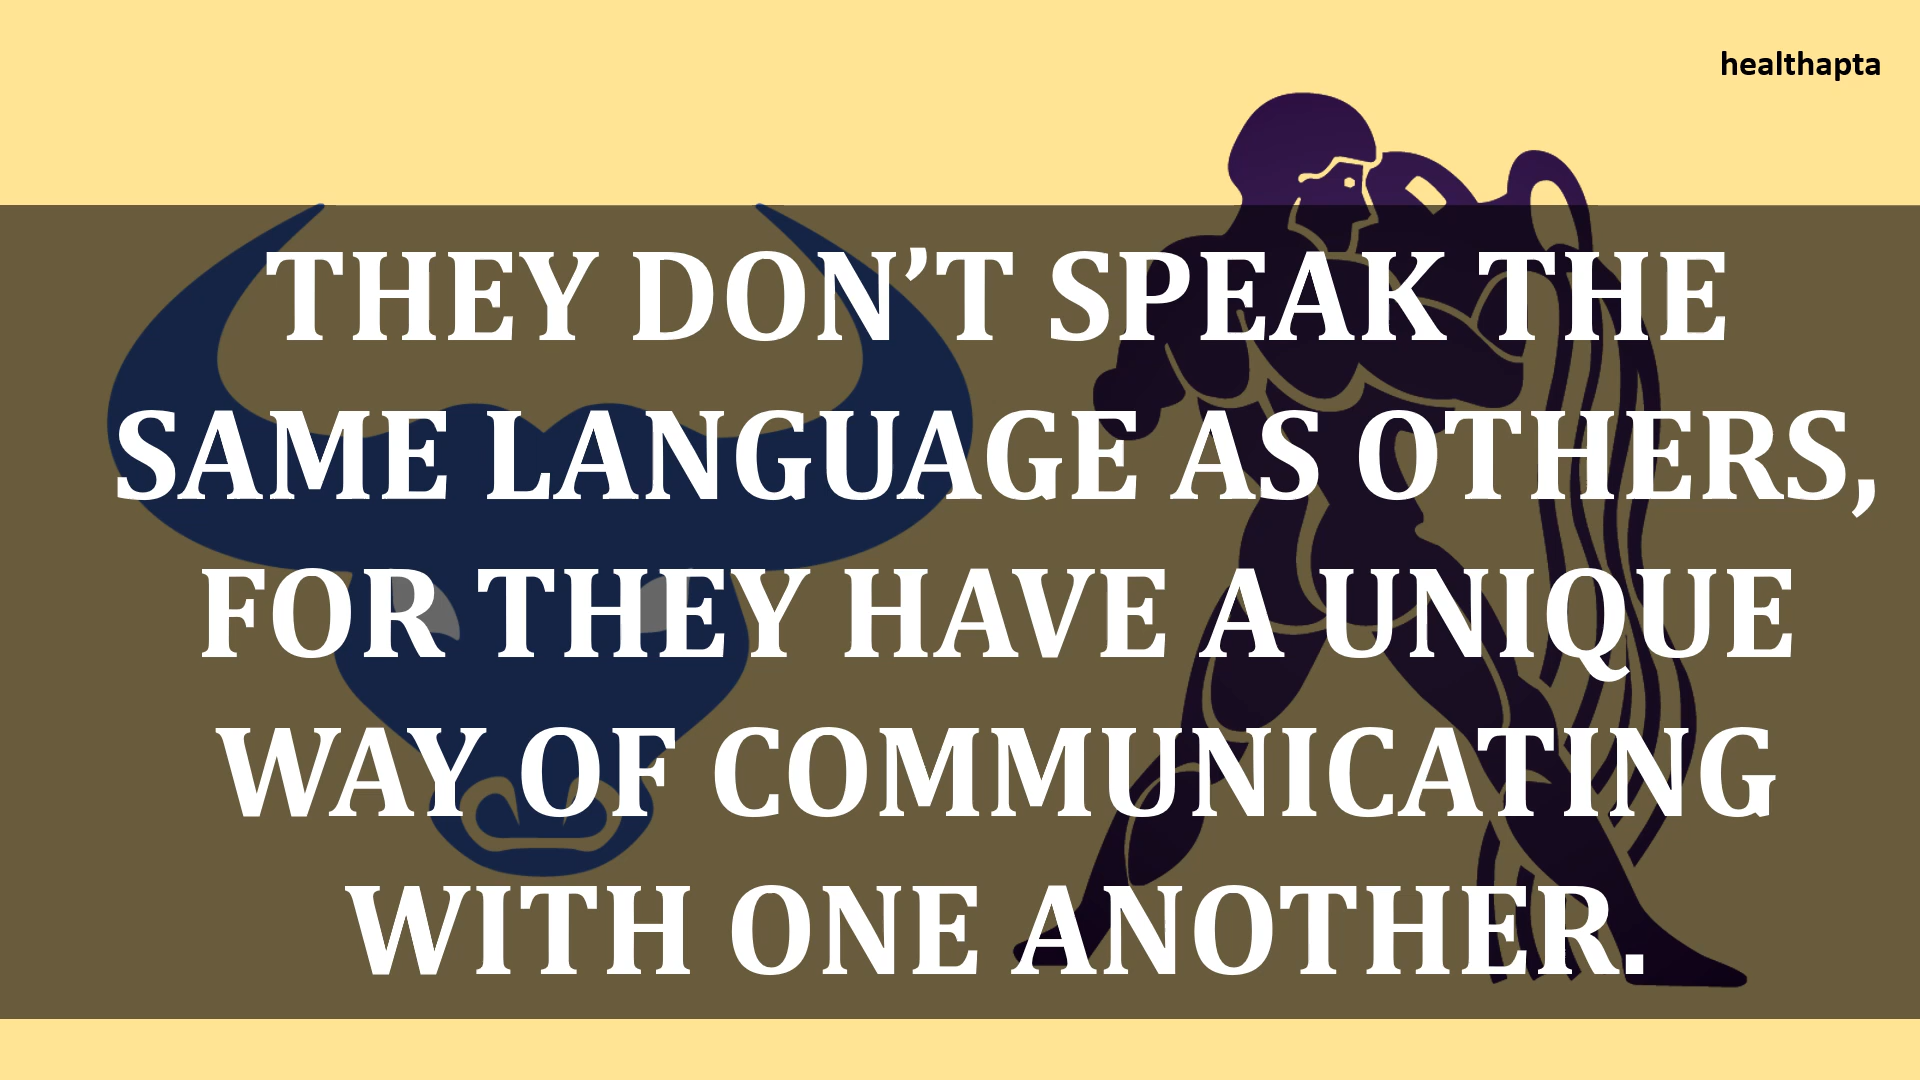 healthapta
THEY DON’T SPEAK THE
SAME LANGUAGE AS OTHERS,
FOR THEY HAVE A UNIQUE
WAY OF COMMUNICATING
WITH ONE ANOTHER.